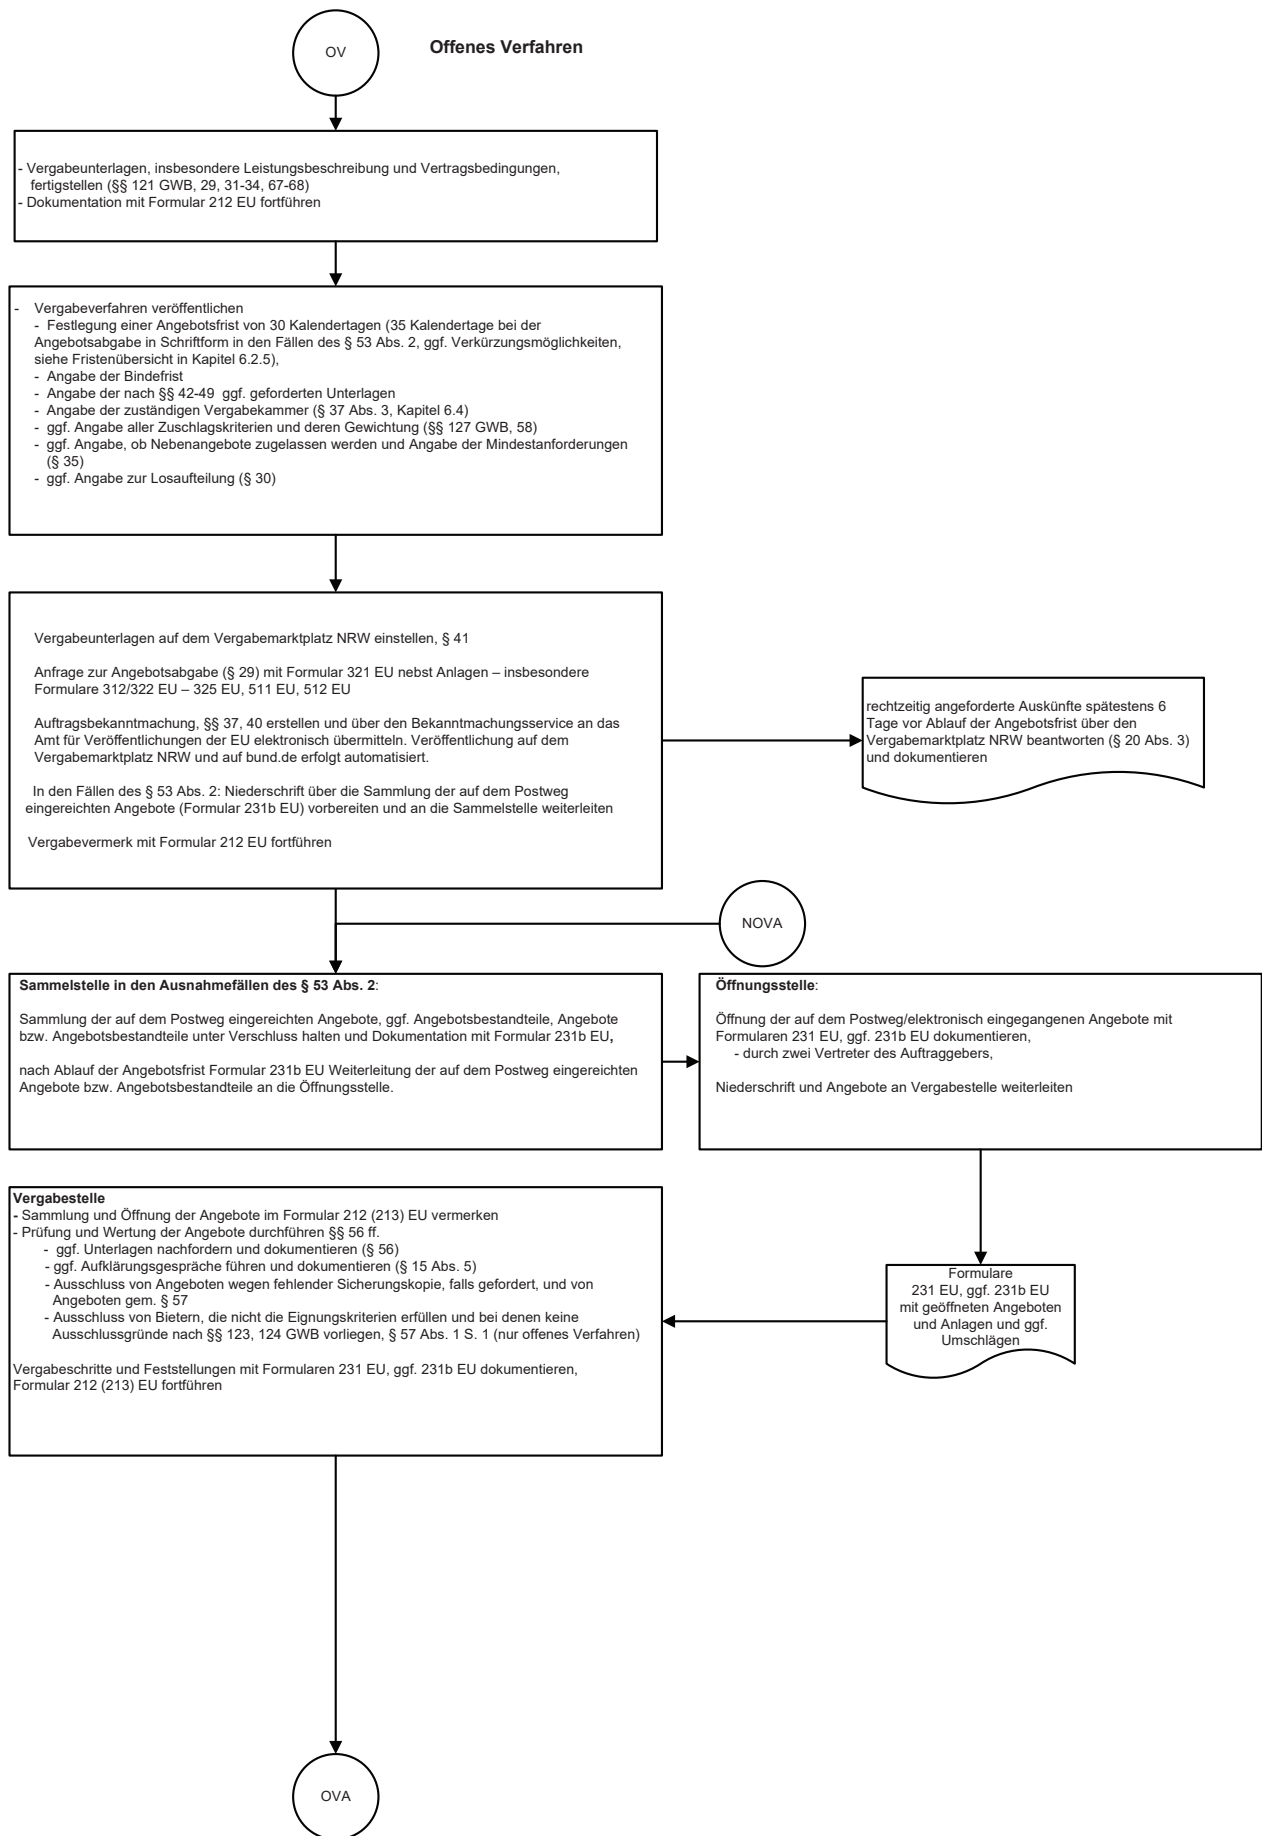 OV
Offenes Verfahren
- Vergabeunterlagen, insbesondere Leistungsbeschreibung und Vertragsbedingungen,
fertigstellen (§§ 121 GWB, 29, 31-34, 67-68)
- Dokumentation mit Formular 212 EU fortführen
- Vergabeverfahren veröffentlichen
- Festlegung einer Angebotsfrist von 30 Kalendertagen (35 Kalendertage bei der
Angebotsabgabe in Schriftform in den Fällen des § 53 Abs. 2, ggf. Verkürzungsmöglichkeiten,
siehe Fristenübersicht in Kapitel 6.2.5),
- Angabe der Bindefrist
- Angabe der nach §§ 42-49 ggf. geforderten Unterlagen
- Angabe der zuständigen Vergabekammer (§ 37 Abs. 3, Kapitel 6.4)
- ggf. Angabe aller Zuschlagskriterien und deren Gewichtung (§§ 127 GWB, 58)
- ggf. Angabe, ob Nebenangebote zugelassen werden und Angabe der Mindestanforderungen
(§ 35)
- ggf. Angabe zur Losaufteilung (§ 30)
Vergabeunterlagen auf dem Vergabemarktplatz NRW einstellen, § 41
Anfrage zur Angebotsabgabe (§ 29) mit Formular 321 EU nebst Anlagen – insbesondere
Formulare 312/322 EU – 325 EU, 511 EU, 512 EU
Auftragsbekanntmachung, §§ 37, 40 erstellen und über den Bekanntmachungsservice an das
Amt für Veröffentlichungen der EU elektronisch übermitteln. Veröffentlichung auf dem
Vergabemarktplatz NRW und auf bund.de erfolgt automatisiert.
In den Fällen des § 53 Abs. 2: Niederschrift über die Sammlung der auf dem Postweg
eingereichten Angebote (Formular 231b EU) vorbereiten und an die Sammelstelle weiterleiten
Vergabevermerk mit Formular 212 EU fortführen
rechtzeitig angeforderte Auskünfte spätestens 6
Tage vor Ablauf der Angebotsfrist über den
Vergabemarktplatz NRW beantworten (§ 20 Abs. 3)
und dokumentieren
NOVA
Sammelstelle in den Ausnahmefällen des § 53 Abs. 2:
Sammlung der auf dem Postweg eingereichten Angebote, ggf. Angebotsbestandteile, Angebote
bzw. Angebotsbestandteile unter Verschluss halten und Dokumentation mit Formular 231b EU,
nach Ablauf der Angebotsfrist Formular 231b EU Weiterleitung der auf dem Postweg eingereichten
Angebote bzw. Angebotsbestandteile an die Öffnungsstelle.
Öffnungsstelle:
Öffnung der auf dem Postweg/elektronisch eingegangenen Angebote mit
Formularen 231 EU, ggf. 231b EU dokumentieren,
- durch zwei Vertreter des Auftraggebers,
Niederschrift und Angebote an Vergabestelle weiterleiten
Vergabestelle
- Sammlung und Öffnung der Angebote im Formular 212 (213) EU vermerken
- Prüfung und Wertung der Angebote durchführen §§ 56 ff.
- ggf. Unterlagen nachfordern und dokumentieren (§ 56)
- ggf. Aufklärungsgespräche führen und dokumentieren (§ 15 Abs. 5)
- Ausschluss von Angeboten wegen fehlender Sicherungskopie, falls gefordert, und von
Angeboten gem. § 57
- Ausschluss von Bietern, die nicht die Eignungskriterien erfüllen und bei denen keine
Ausschlussgründe nach §§ 123, 124 GWB vorliegen, § 57 Abs. 1 S. 1 (nur offenes Verfahren)
Vergabeschritte und Feststellungen mit Formularen 231 EU, ggf. 231b EU dokumentieren,
Formular 212 (213) EU fortführen
Formulare
231 EU, ggf. 231b EU
mit geöffneten Angeboten
und Anlagen und ggf.
Umschlägen
OVA